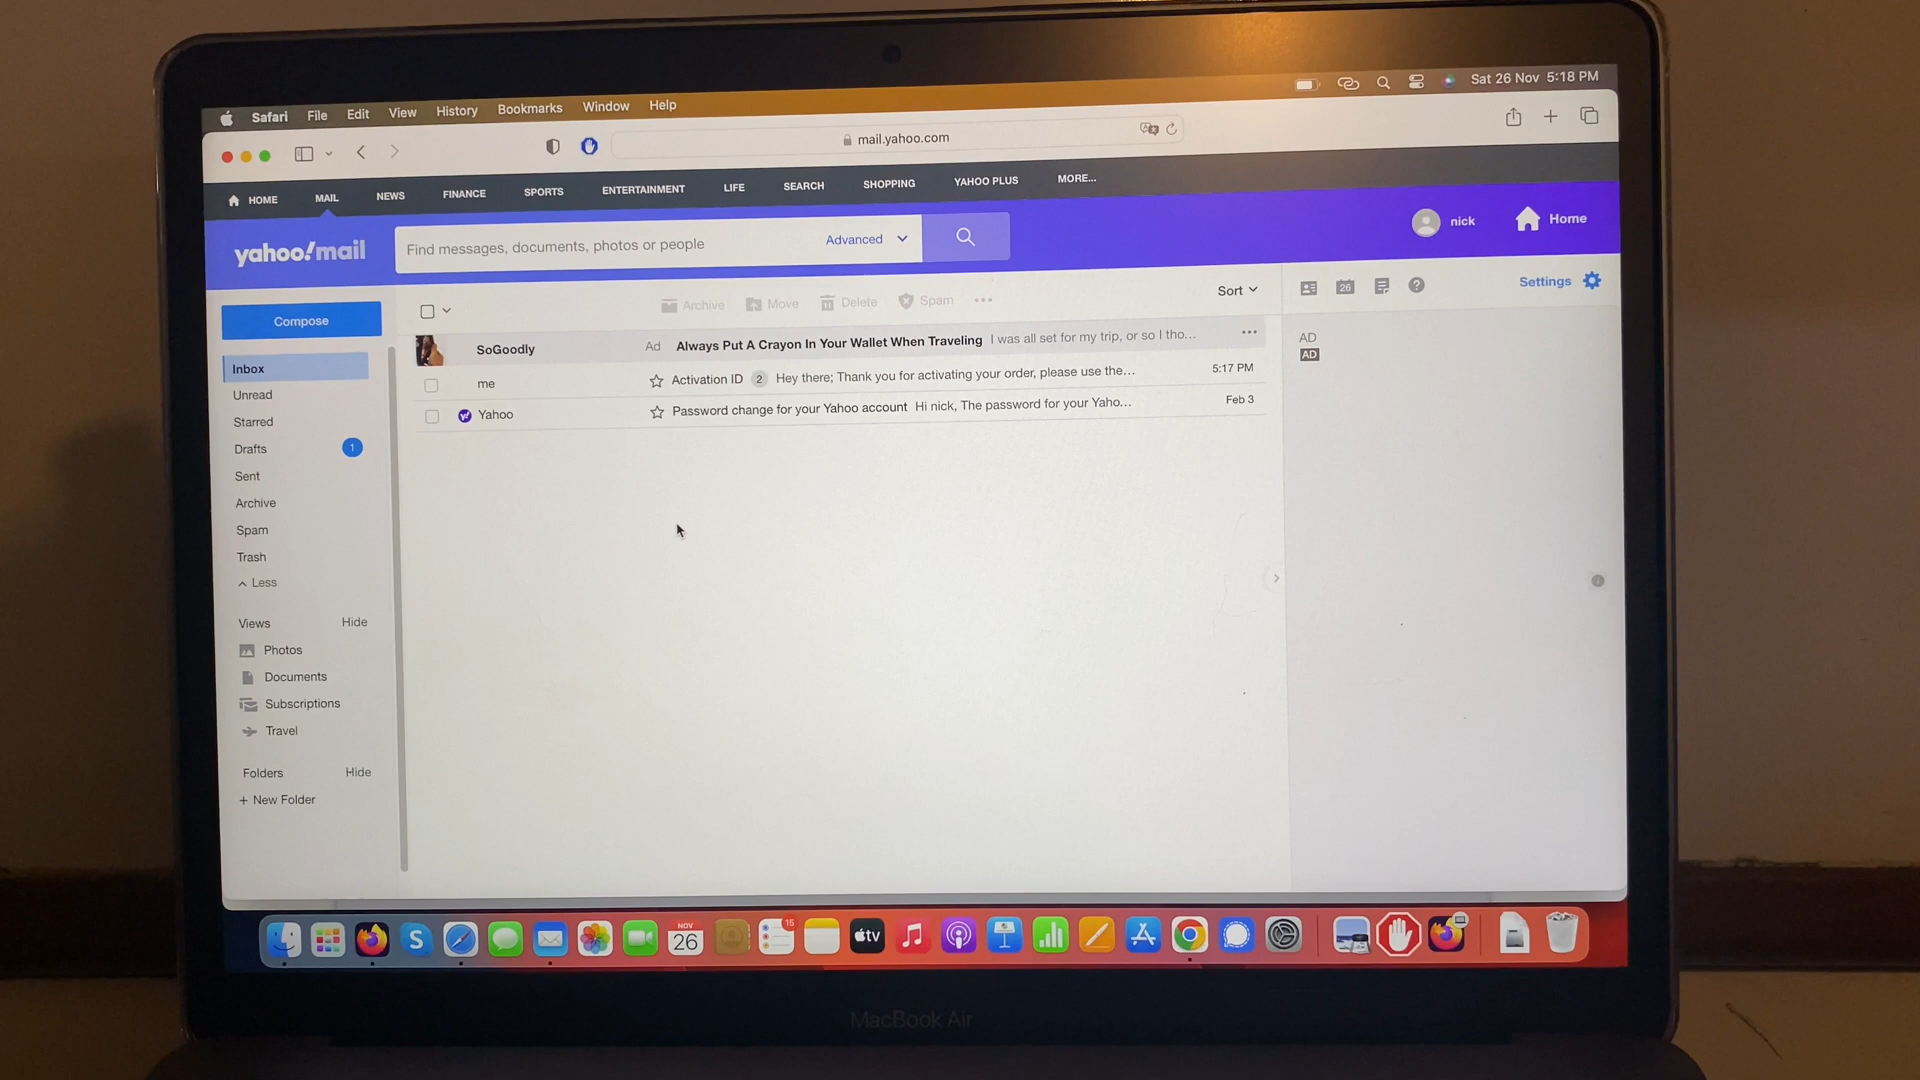 Safari File Edit View History Bookmarks Window Help Sat 26 Nov 5:18 PM
mail.yahoo.com
HOME MAIL NEWS FINANCE SPORTS ENTERTAINMENT LIFE SEARCH SHOPPING YAHOO PLUS MORE...
yahoo!mail Find messages, documents, photos or people Advanced nick Home
Compose Archive Move Delete Spam ••• Sort 26 ? Settings
SoGoodly Ad Always Put A Crayon In Your Wallet When Traveling I was all set for my trip, or so I tho... •••
me Activation ID 2 Hey there; Thank you for activating your order, please use the... 5:17 PM
y! Yahoo Password change for your Yahoo account Hi nick, The password for your Yaho... Feb 3
AD
AD
Inbox
Unread
Starred
Drafts 1
Sent
Archive
Spam
Trash
Less
Views Hide
Photos
Documents
Subscriptions
Travel
Folders Hide
+ New Folder
NOV
26
15
tv
MacBook Air